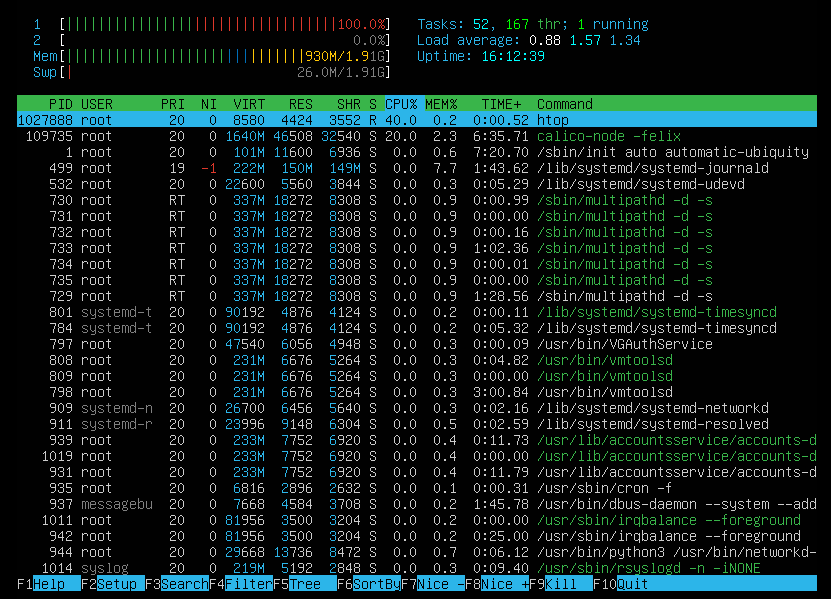 1 [||||||||||||||||||||||||||||||||||100.0%] Tasks: 52, 167 thr; 1 running
2 [ 0.0%] Load average: 0.88 1.57 1.34
Mem[||||||||||||||||||||||||||||||930M/1.91G] Uptime: 16:12:39
Swp[| 26.0M/1.91G]
PID USER PRI NI VIRT RES SHR S CPU% MEM% TIME+ Command
1027888 root 20 0 8580 4424 3552 R 40.0 0.2 0:00.52 htop
109735 root 20 0 1640M 46508 32540 S 20.0 2.3 6:35.71 calico-node -felix
1 root 20 0 101M 11600 6936 S 0.0 0.6 7:20.70 /sbin/init auto automatic-ubiquity
499 root 19 -1 222M 150M 149M S 0.0 7.7 1:43.62 /lib/systemd/systemd-journald
532 root 20 0 22600 5560 3844 S 0.0 0.3 0:05.29 /lib/systemd/systemd-udevd
730 root RT 0 337M 18272 8308 S 0.0 0.9 0:00.99 /sbin/multipathd -d -s
731 root RT 0 337M 18272 8308 S 0.0 0.9 0:00.00 /sbin/multipathd -d -s
732 root RT 0 337M 18272 8308 S 0.0 0.9 0:00.16 /sbin/multipathd -d -s
733 root RT 0 337M 18272 8308 S 0.0 0.9 1:02.36 /sbin/multipathd -d -s
734 root RT 0 337M 18272 8308 S 0.0 0.9 0:00.01 /sbin/multipathd -d -s
735 root RT 0 337M 18272 8308 S 0.0 0.9 0:00.00 /sbin/multipathd -d -s
729 root RT 0 337M 18272 8308 S 0.0 0.9 1:28.56 /sbin/multipathd -d -s
801 systemd-t 20 0 90192 4876 4124 S 0.0 0.2 0:00.11 /lib/systemd/systemd-timesyncd
784 systemd-t 20 0 90192 4876 4124 S 0.0 0.2 0:05.32 /lib/systemd/systemd-timesyncd
797 root 20 0 47540 6056 4948 S 0.0 0.3 0:00.09 /usr/bin/VGAuthService
808 root 20 0 231M 6676 5264 S 0.0 0.3 0:04.82 /usr/bin/vmtoolsd
809 root 20 0 231M 6676 5264 S 0.0 0.3 0:00.00 /usr/bin/vmtoolsd
798 root 20 0 231M 6676 5264 S 0.0 0.3 3:00.84 /usr/bin/vmtoolsd
909 systemd-n 20 0 26700 6456 5640 S 0.0 0.3 0:02.16 /lib/systemd/systemd-networkd
911 systemd-r 20 0 23996 9148 6304 S 0.0 0.5 0:02.59 /lib/systemd/systemd-resolved
939 root 20 0 233M 7752 6920 S 0.0 0.4 0:11.73 /usr/lib/accountsservice/accounts-d
1019 root 20 0 233M 7752 6920 S 0.0 0.4 0:00.00 /usr/lib/accountsservice/accounts-d
931 root 20 0 233M 7752 6920 S 0.0 0.4 0:11.79 /usr/lib/accountsservice/accounts-d
935 root 20 0 6816 2896 2632 S 0.0 0.1 0:00.31 /usr/sbin/cron -f
937 messagebu 20 0 7668 4584 3708 S 0.0 0.2 1:45.78 /usr/bin/dbus-daemon --system --add
1011 root 20 0 81956 3500 3204 S 0.0 0.2 0:00.00 /usr/sbin/irqbalance --foreground
942 root 20 0 81956 3500 3204 S 0.0 0.2 0:25.00 /usr/sbin/irqbalance --foreground
944 root 20 0 29668 13736 8472 S 0.0 0.7 0:06.12 /usr/bin/python3 /usr/bin/networkd-
1014 syslog 20 0 219M 5192 2848 S 0.0 0.3 0:09.40 /usr/sbin/rsyslogd -n -iNONE
F1Help F2Setup F3SearchF4FilterF5Tree F6SortByF7Nice -F8Nice +F9Kill F10Quit